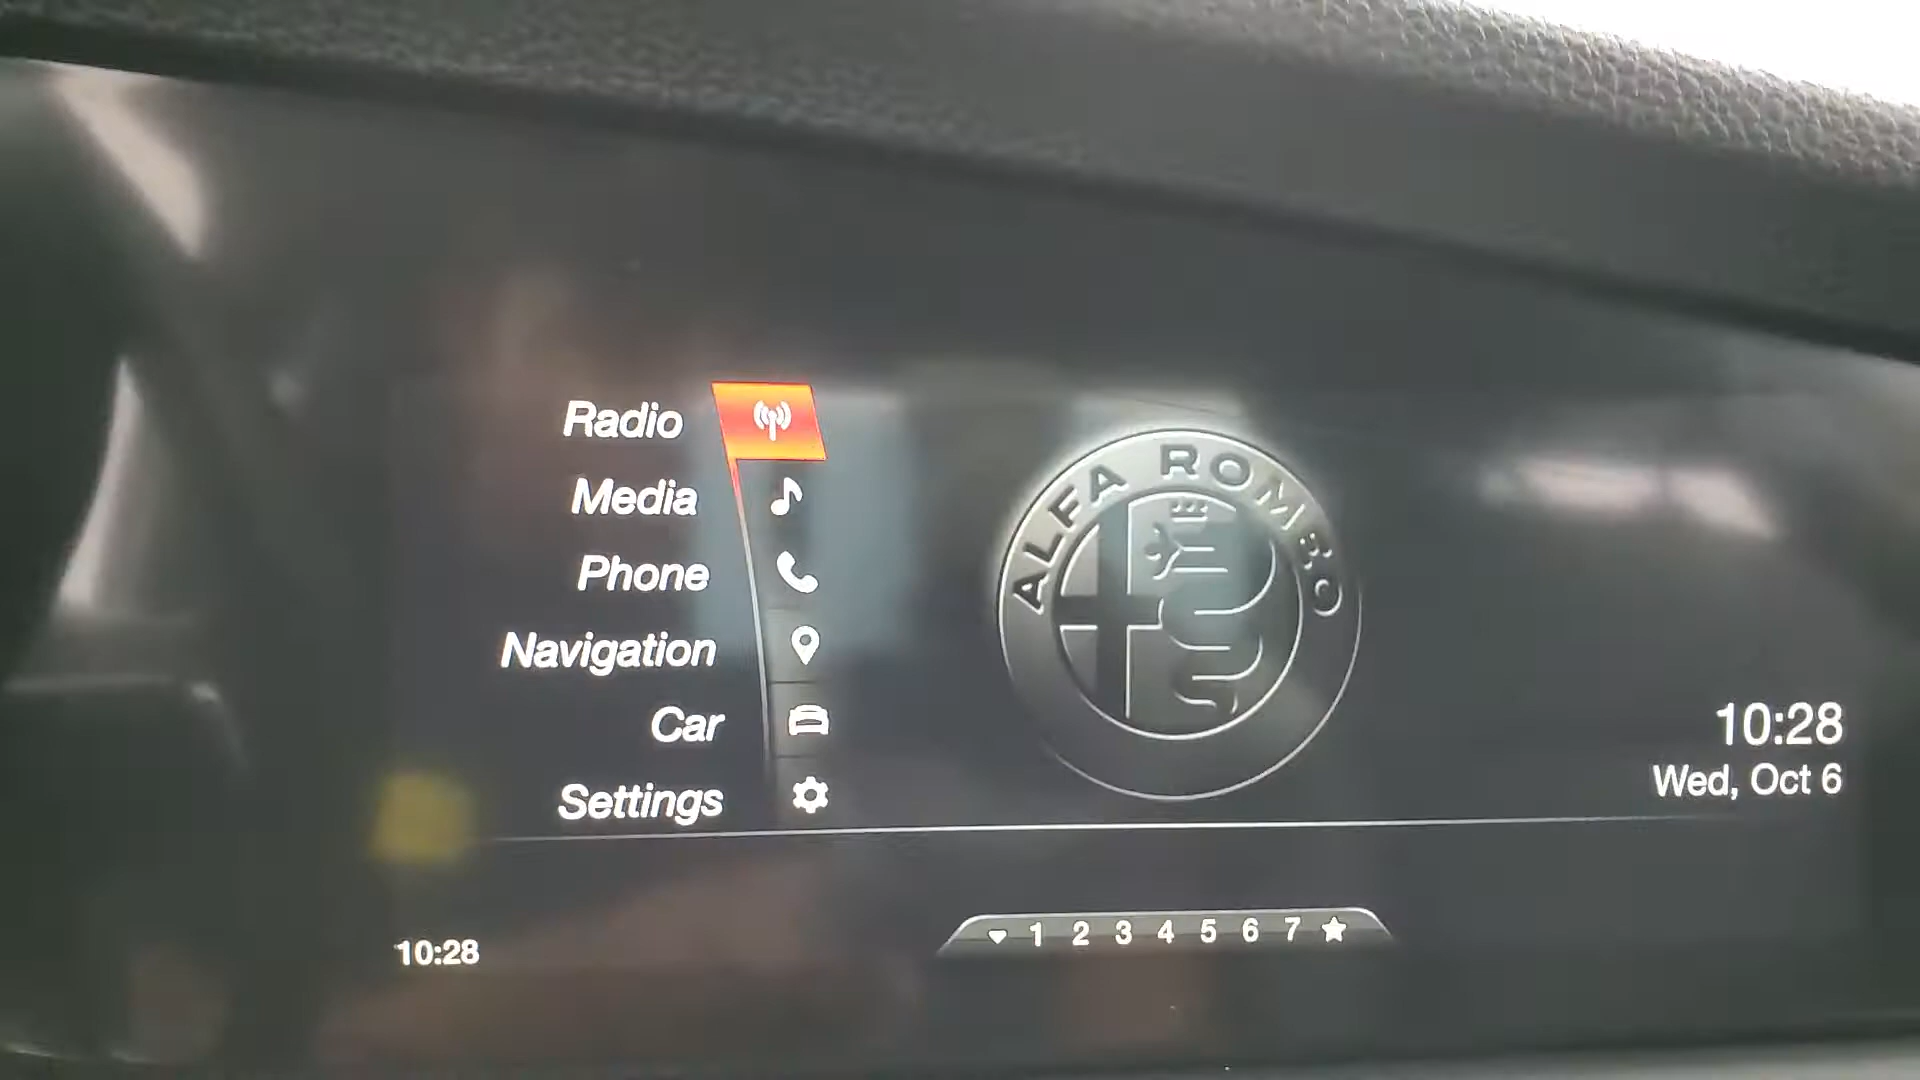 Radio
Media
Phone
Navigation
Car
Settings
ALFA ROMEO
10:28
Wed, Oct 6
10:28
1 2 3 4 5 6 7